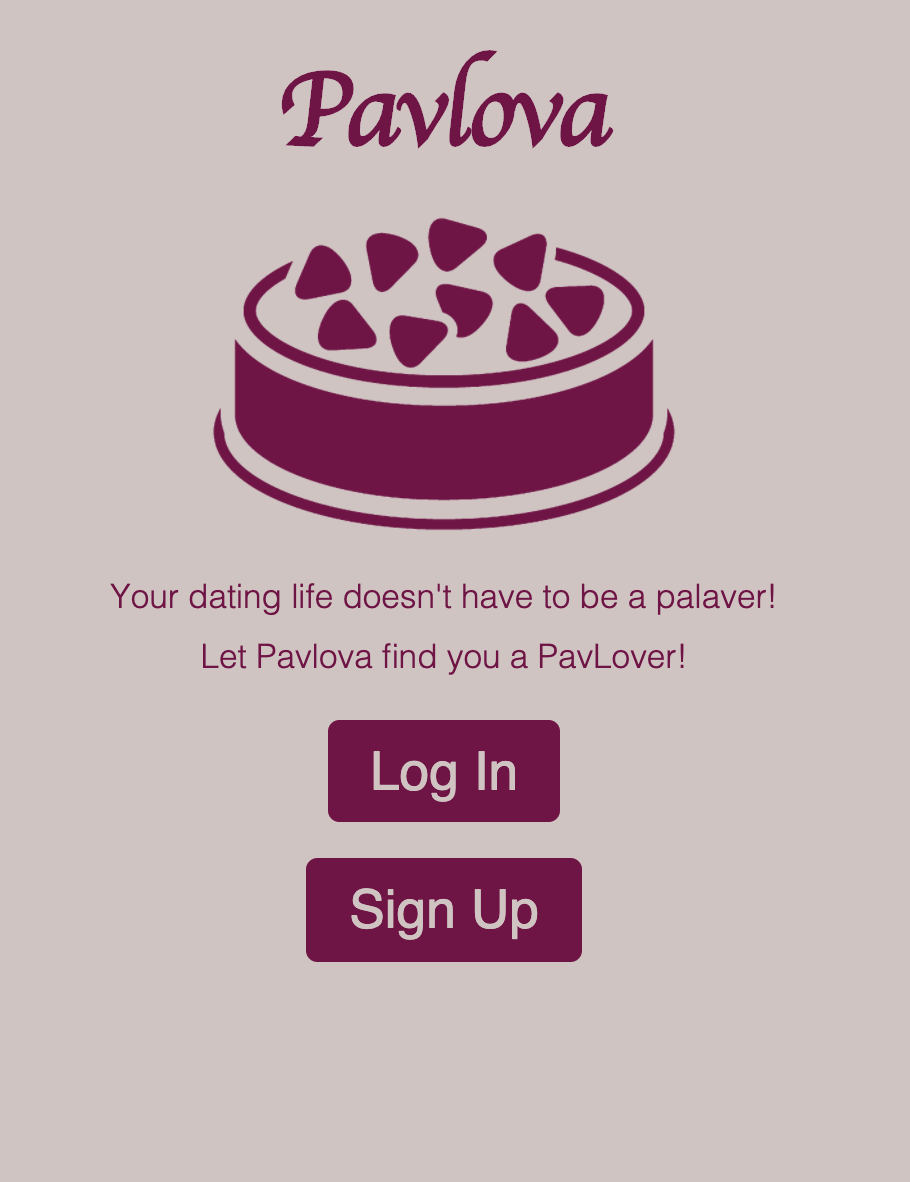 Pavlova
Your dating life doesn't have to be a palaver!
Let Pavlova find you a PavLover!
Log In
Sign Up